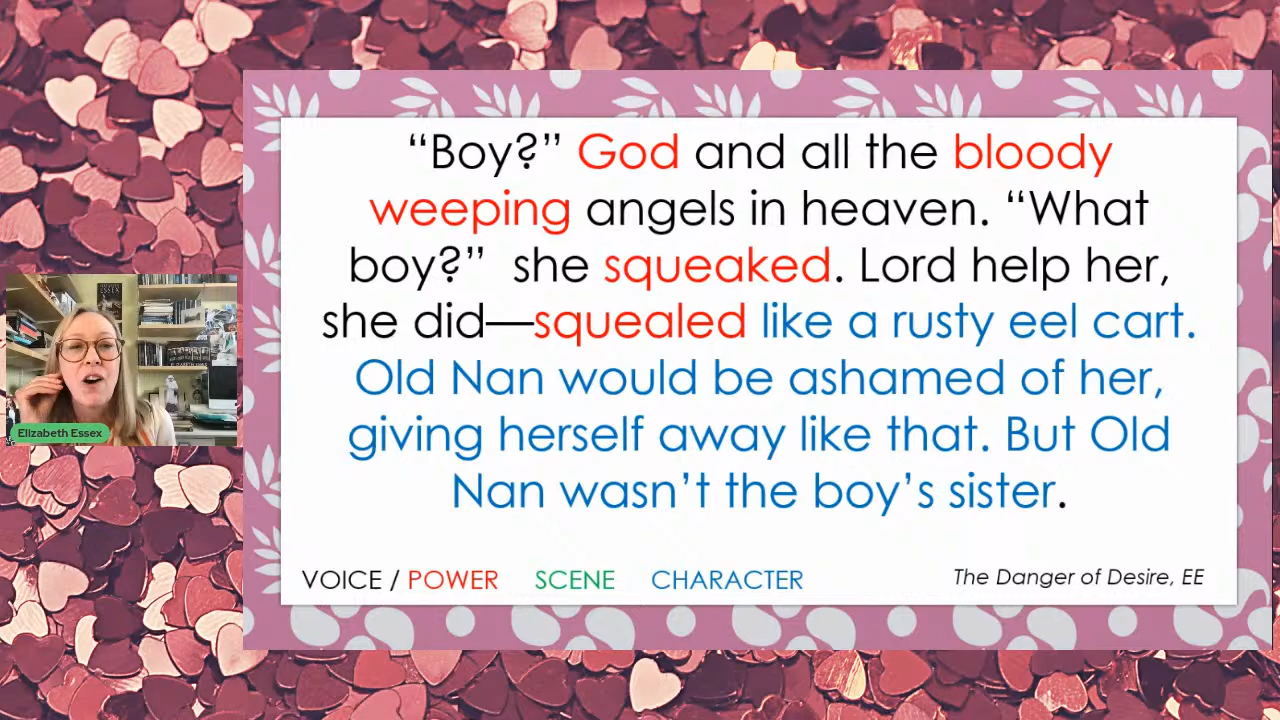 “Boy?” God and all the bloody
weeping angels in heaven. “What
boy?”  she squeaked. Lord help her,
she did—squealed like a rusty eel cart.
Old Nan would be ashamed of her,
giving herself away like that. But Old
Nan wasn’t the boy’s sister.
VOICE / POWER SCENE CHARACTER
The Danger of Desire, EE
Elizabeth Essex